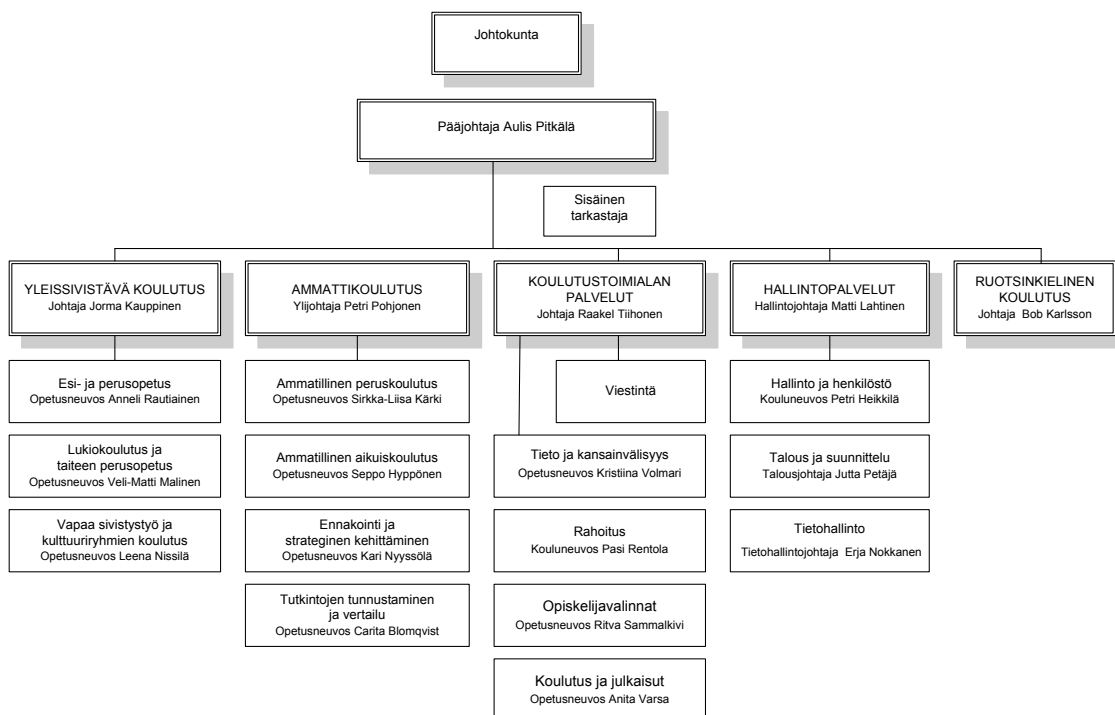 Johtokunta
Pääjohtaja Aulis Pitkälä
Sisäinen
tarkastaja
YLEISSIVISTÄVÄ KOULUTUS
Johtaja Jorma Kauppinen
AMMATTIKOULUTUS
Ylijohtaja Petri Pohjonen
KOULUTUSTOIMIALAN
PALVELUT
Johtaja Raakel Tiihonen
HALLINTOPALVELUT
Hallintojohtaja Matti Lahtinen
RUOTSINKIELINEN
KOULUTUS
Johtaja Bob Karlsson
Esi- ja perusopetus
Opetusneuvos Anneli Rautiainen
Lukiokoulutus ja
taiteen perusopetus
Opetusneuvos Veli-Matti Malinen
Vapaa sivistystyö ja
kulttuuriryhmien koulutus
Opetusneuvos Leena Nissilä
Ammatillinen peruskoulutus
Opetusneuvos Sirkka-Liisa Kärki
Ammatillinen aikuiskoulutus
Opetusneuvos Seppo Hyppönen
Ennakointi ja
strateginen kehittäminen
Opetusneuvos Kari Nyyssölä
Tutkintojen tunnustaminen
ja vertailu
Opetusneuvos Carita Blomqvist
Viestintä
Tieto ja kansainvälisyys
Opetusneuvos Kristiina Volmari
Rahoitus
Kouluneuvos Pasi Rentola
Opiskelijavalinnat
Opetusneuvos Ritva Sammalkivi
Koulutus ja julkaisut
Opetusneuvos Anita Varsa
Hallinto ja henkilöstö
Kouluneuvos Petri Heikkilä
Talous ja suunnittelu
Talousjohtaja Jutta Petäjä
Tietohallinto
Tietohallintojohtaja Erja Nokkanen